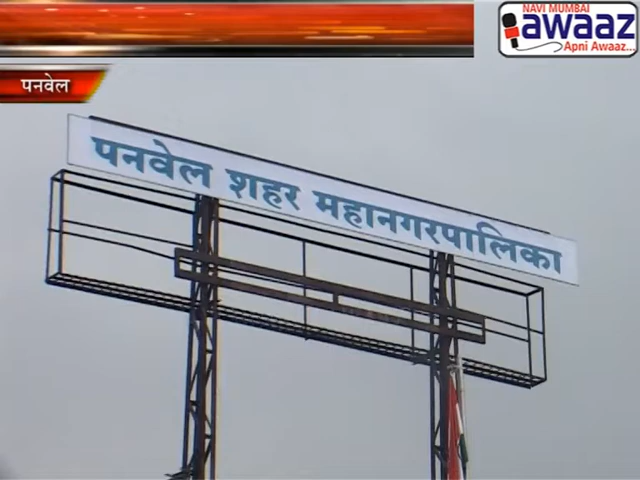 NAVI MUMBAI
awaaz
Apni Awaaz...
पनवेल
पनवेल शहर महानगरपालिका